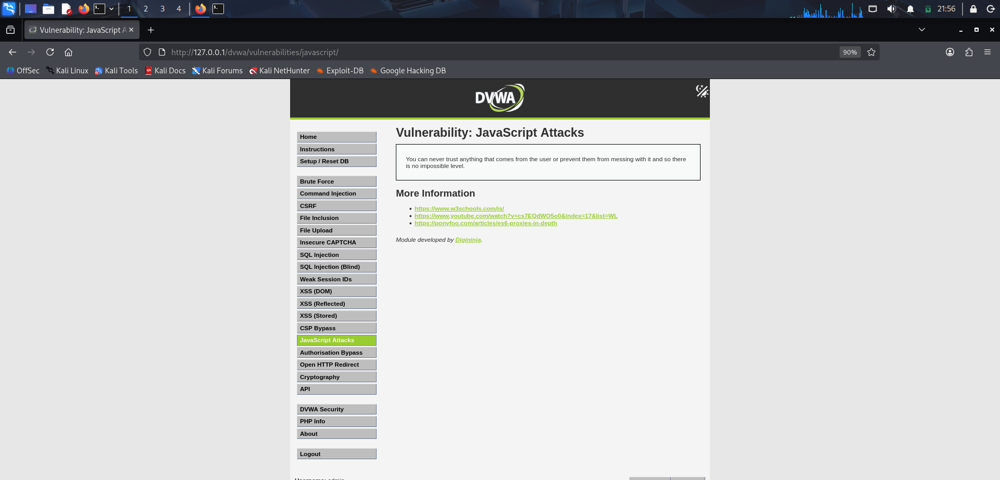 1 2 3 4 21:56
Vulnerability: JavaScript A
http://127.0.0.1/dvwa/vulnerabilities/javascript/ 90%
OffSec Kali Linux Kali Tools Kali Docs Kali Forums Kali NetHunter Exploit-DB Google Hacking DB
DVWA
Home
Instructions
Setup / Reset DB
Brute Force
Command Injection
CSRF
File Inclusion
File Upload
Insecure CAPTCHA
SQL Injection
SQL Injection (Blind)
Weak Session IDs
XSS (DOM)
XSS (Reflected)
XSS (Stored)
CSP Bypass
JavaScript Attacks
Authorisation Bypass
Open HTTP Redirect
Cryptography
API
DVWA Security
PHP Info
About
Logout
Vulnerability: JavaScript Attacks
You can never trust anything that comes from the user or prevent them from messing with it and so there
is no impossible level.
More Information
https://www.w3schools.com/js/
https://www.youtube.com/watch?v=cs7EQdWO5o0&index=17&list=WL
https://ponyfoo.com/articles/es6-proxies-in-depth
Module developed by Digininja.
Username: admin